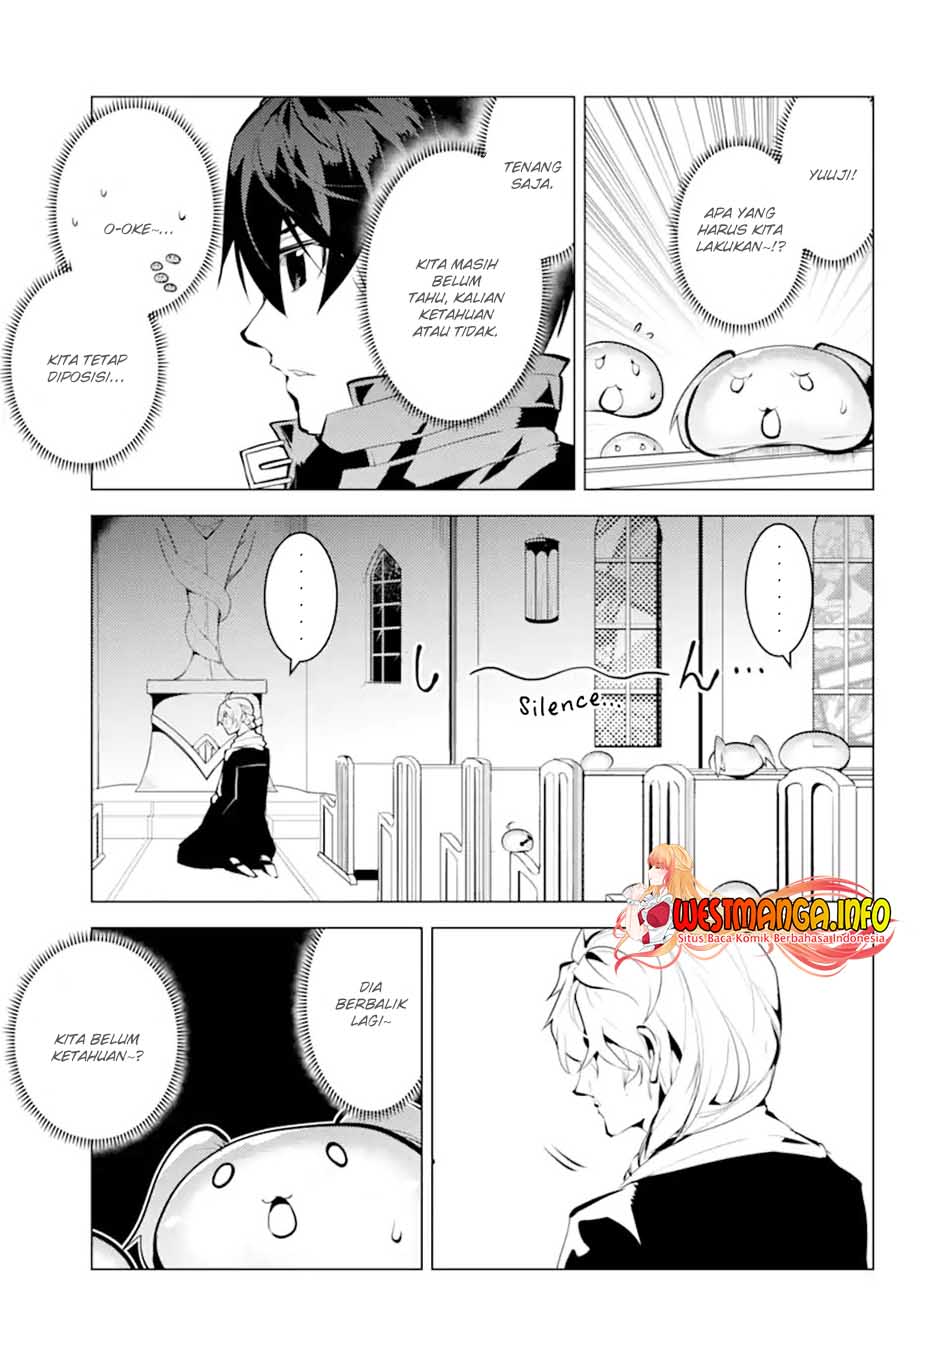 YUUJI!
APA YANG
HARUS KITA
LAKUKAN~!?
TENANG
SAJA.
KITA MASIH
BELUM
TAHU, KALIAN
KETAHUAN
ATAU TIDAK.
O-OKE~...
KITA TETAP
DIPOSISI...
......
し〜ん...
Silence...
......
WESTMANGA.INFO
Situs Baca Komik Berbahasa Indonesia
DIA
BERBALIK
LAGI~
KITA BELUM
KETAHUAN~?